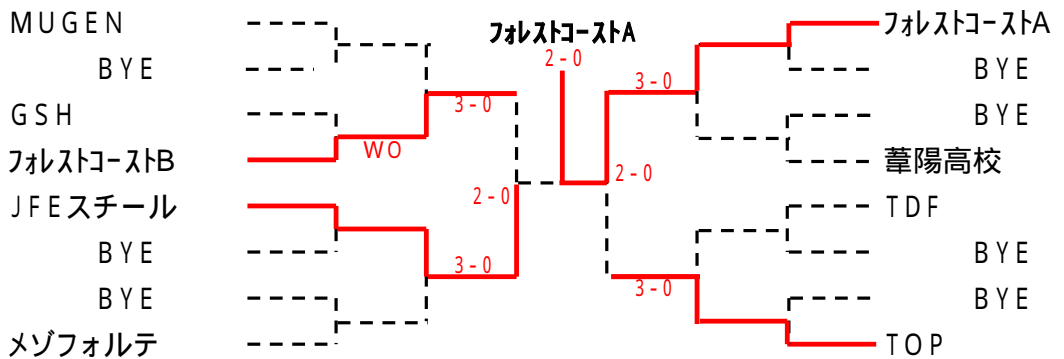 MUGEN
BYE
GSH
フォレストコーストB
JFEスチール
BYE
BYE
メゾフォルテ
3-0
WO
3-0
2-0
フォレストコーストA
2-0
2-0
3-0
3-0
フォレストコーストA
BYE
BYE
葦陽高校
TDF
BYE
BYE
TOP